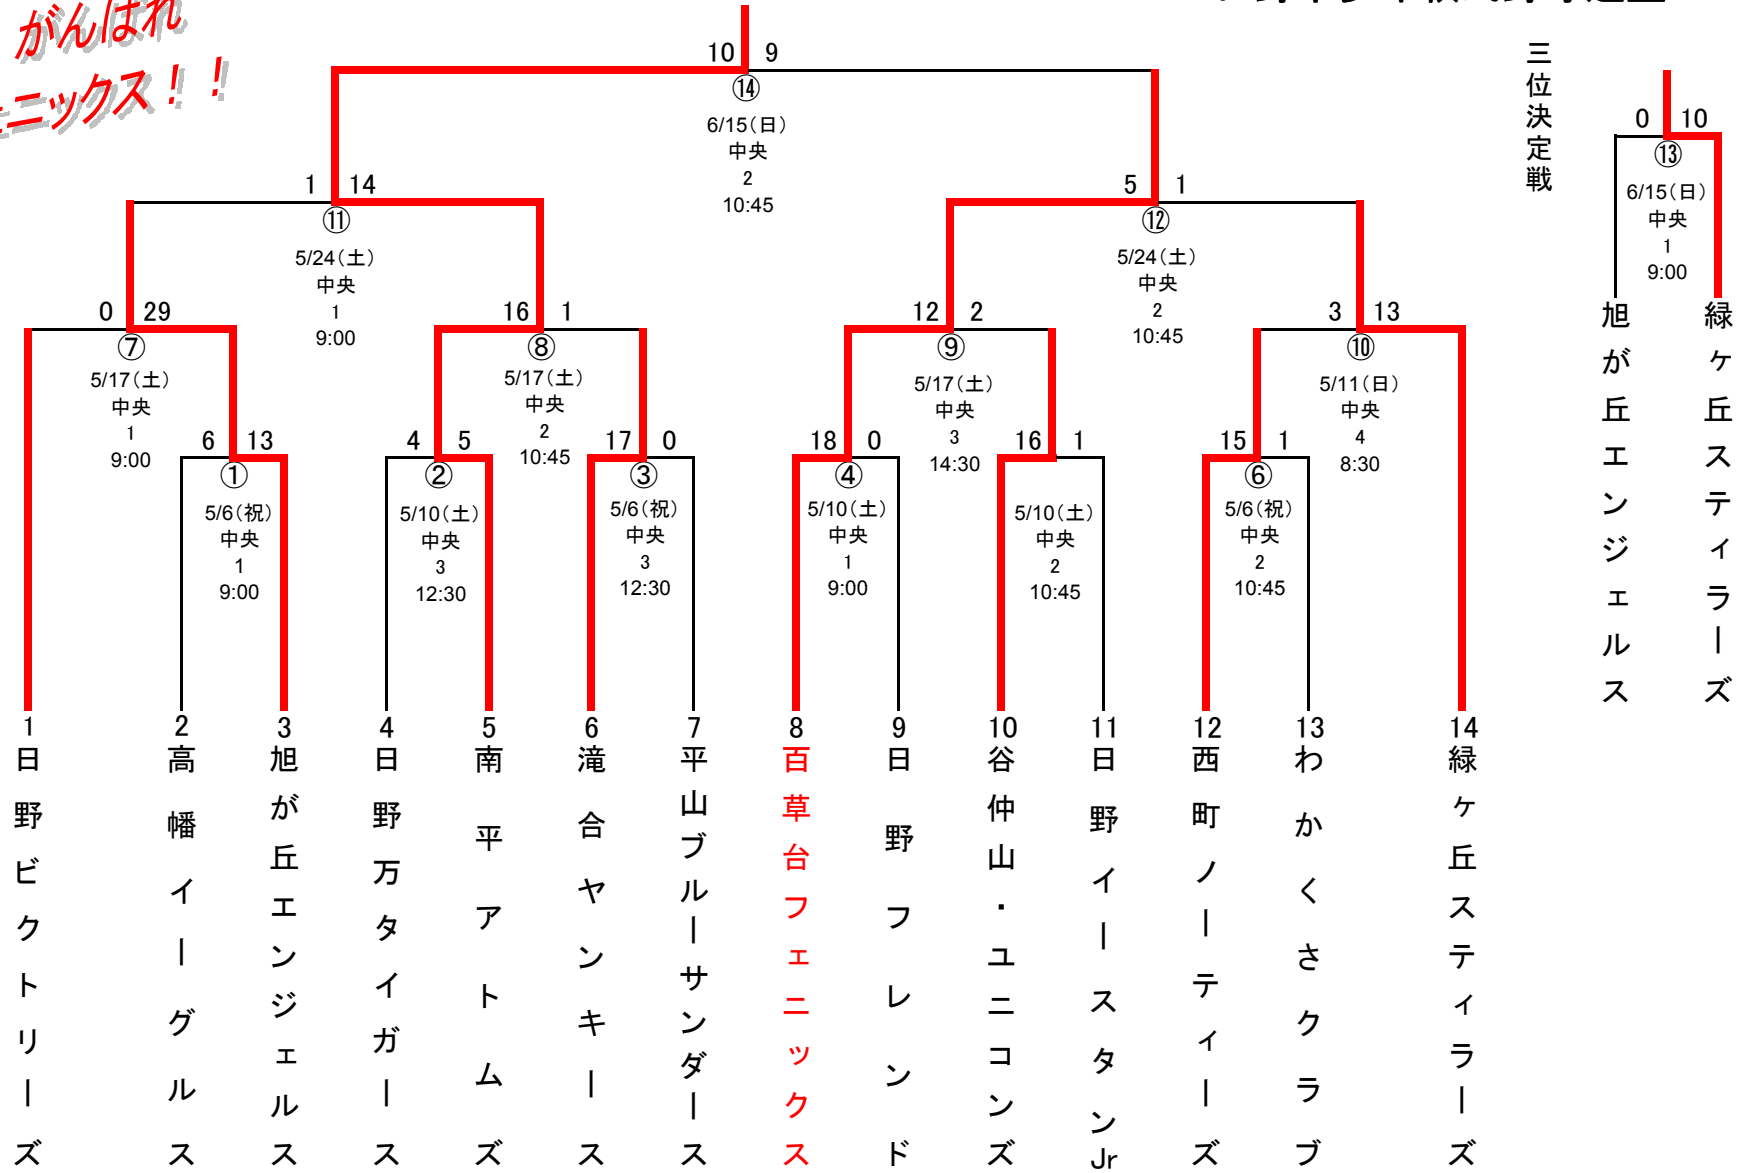 がんばれ
ェニックス！！
三位決定戦
10 9
⑭
6/15(日)
中央
2
10:45
0 10
⑬
6/15(日)
中央
1
9:00
旭が丘エンジェルス
緑ヶ丘スティラーズ
1 14
⑪
5/24(土)
中央
1
9:00
5 1
⑫
5/24(土)
中央
2
10:45
0 29
⑦
5/17(土)
中央
1
9:00
16 1
⑧
5/17(土)
中央
2
10:45
12 2
⑨
5/17(土)
中央
3
14:30
3 13
⑩
5/11(日)
中央
4
8:30
6 13
①
5/6(祝)
中央
1
9:00
4 5
②
5/10(土)
中央
3
12:30
17 0
③
5/6(祝)
中央
3
12:30
18 0
④
5/10(土)
中央
1
9:00
16 1
5/10(土)
中央
2
10:45
15 1
⑥
5/6(祝)
中央
2
10:45
1 日野ビクトリーズ
2 高幡イーグルス
3 旭が丘エンジェルス
4 日野万タイガース
5 南平アトムズ
6 滝合ヤンキース
7 平山ブルーサンダース
8 百草台フェニックス
9 日野フレンド
10 谷仲山・ユニコンズ
11 日野イースタンJr
12 西町ノーティーズ
13 わかくさクラブ
14 緑ヶ丘スティラーズ